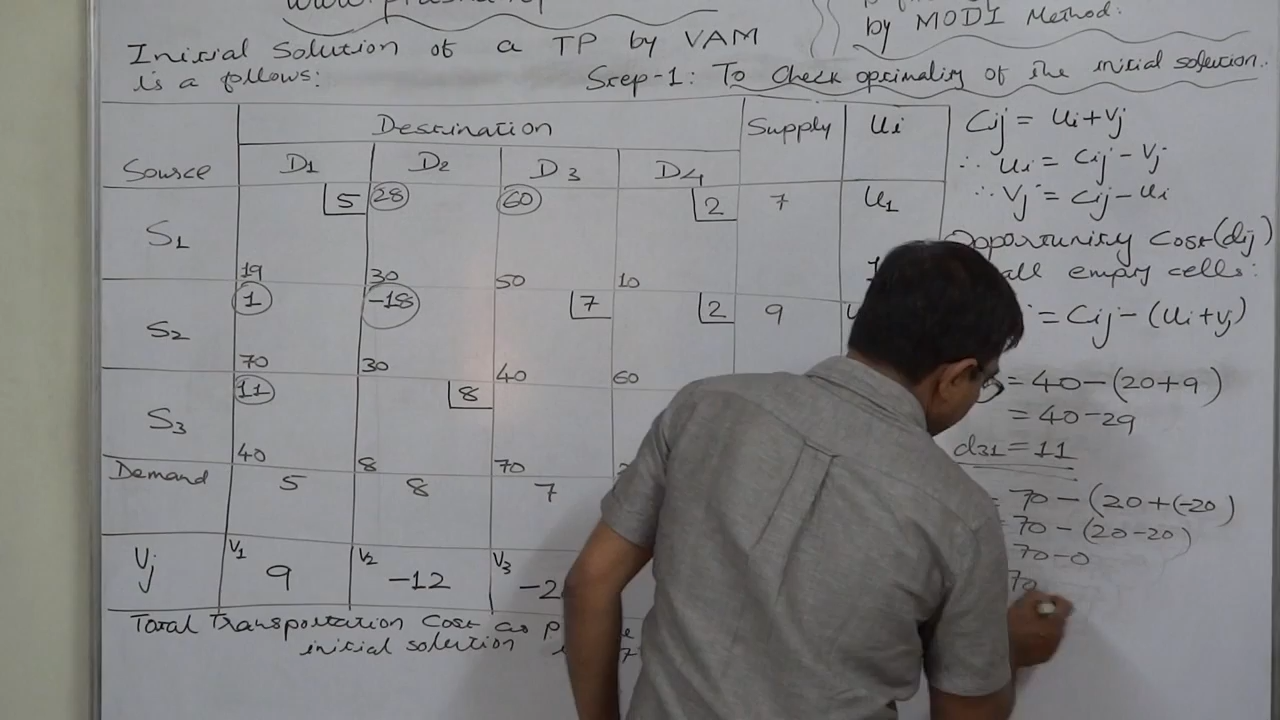 Initial Solution of a TP by VAM
is a follows:
by MODI Method:
Step-1: To Check optimality of the initial solution..
Source Destination Supply ui
D1 D2 D3 D4
S1 5 28 60 2 7 u1
19 30 50 10
S2 1 -18 7 2 9
70 30 40 60
S3 11 8
40 8 70
Demand 5 8 7
Vj V1 9 V2 -12 V3 -2
Total Transportation Cost as p
initial solution
Cij = ui+vj
∴ ui = Cij - Vj
∴ Vj = Cij - ui
Opportunity Cost (dij)
all empty cells:
= Cij - (ui+vj)
= 40-(20+9)
= 40-29
d31 = 11
= 70 - (20+(-20)
= 70 - (20-20)
70-0
70